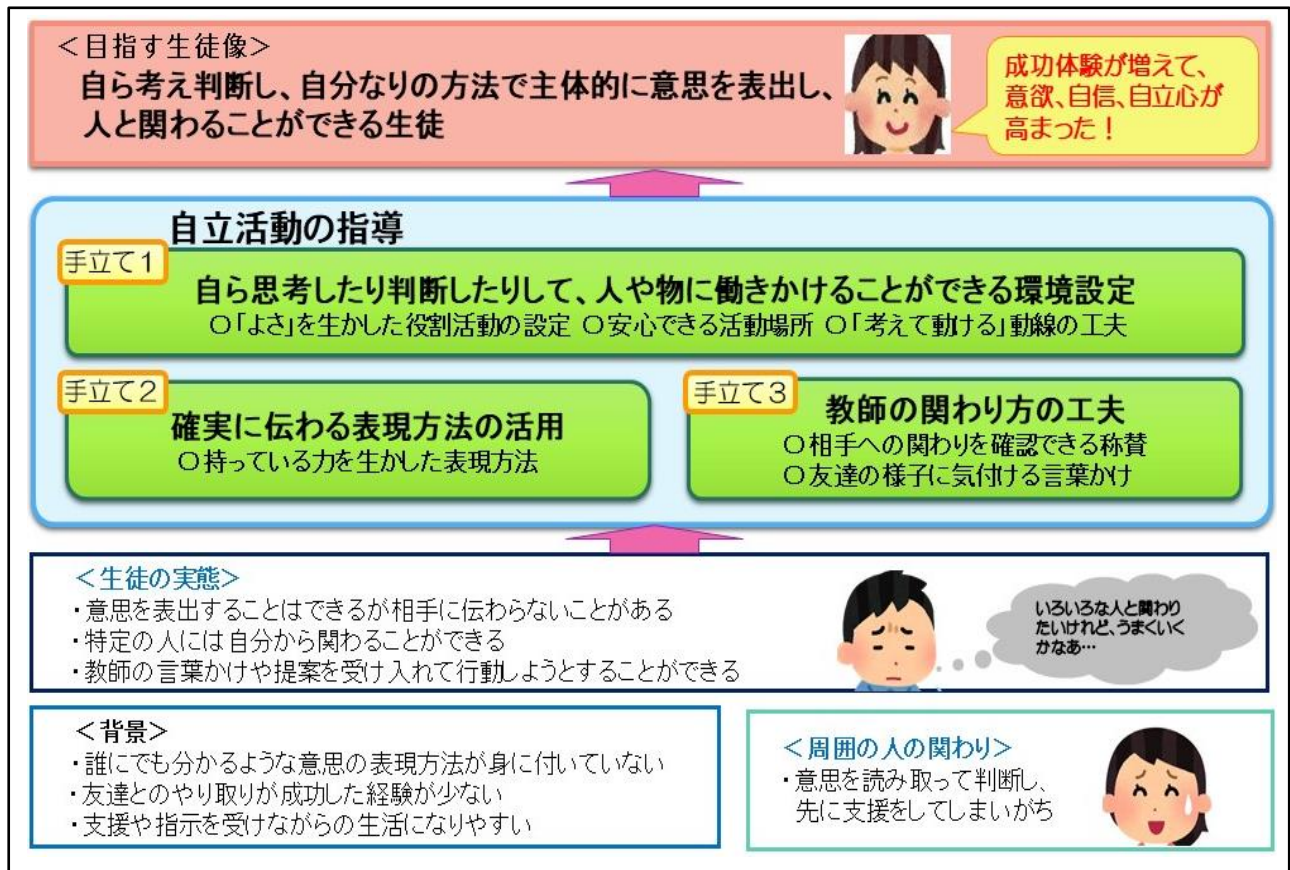 ＜目指す生徒像＞
自ら考え判断し、自分なりの方法で主体的に意思を表出し、
人と関わることができる生徒
成功体験が増えて、
意欲、自信、自立心が
高まった！
自立活動の指導
手立て１
自ら思考したり判断したりして、人や物に働きかけることができる環境設定
○「よさ」を生かした役割活動の設定 ○安心できる活動場所 ○「考えて動ける」動線の工夫
手立て２
確実に伝わる表現方法の活用
○持っている力を生かした表現方法
手立て３
教師の関わり方の工夫
○相手への関わりを確認できる称賛
○友達の様子に気付ける言葉かけ
＜生徒の実態＞
・意思を表出することはできるが相手に伝わらないことがある
・特定の人には自分から関わることができる
・教師の言葉かけや提案を受け入れて行動しようとすることができる
いろいろな人と関わり
たいけれど、うまくいく
かなあ…
＜背景＞
・誰にでも分かるような意思の表現方法が身に付いていない
・友達とのやり取りが成功した経験が少ない
・支援や指示を受けながらの生活になりやすい
＜周囲の人の関わり＞
・意思を読み取って判断し、
先に支援をしてしまいがち